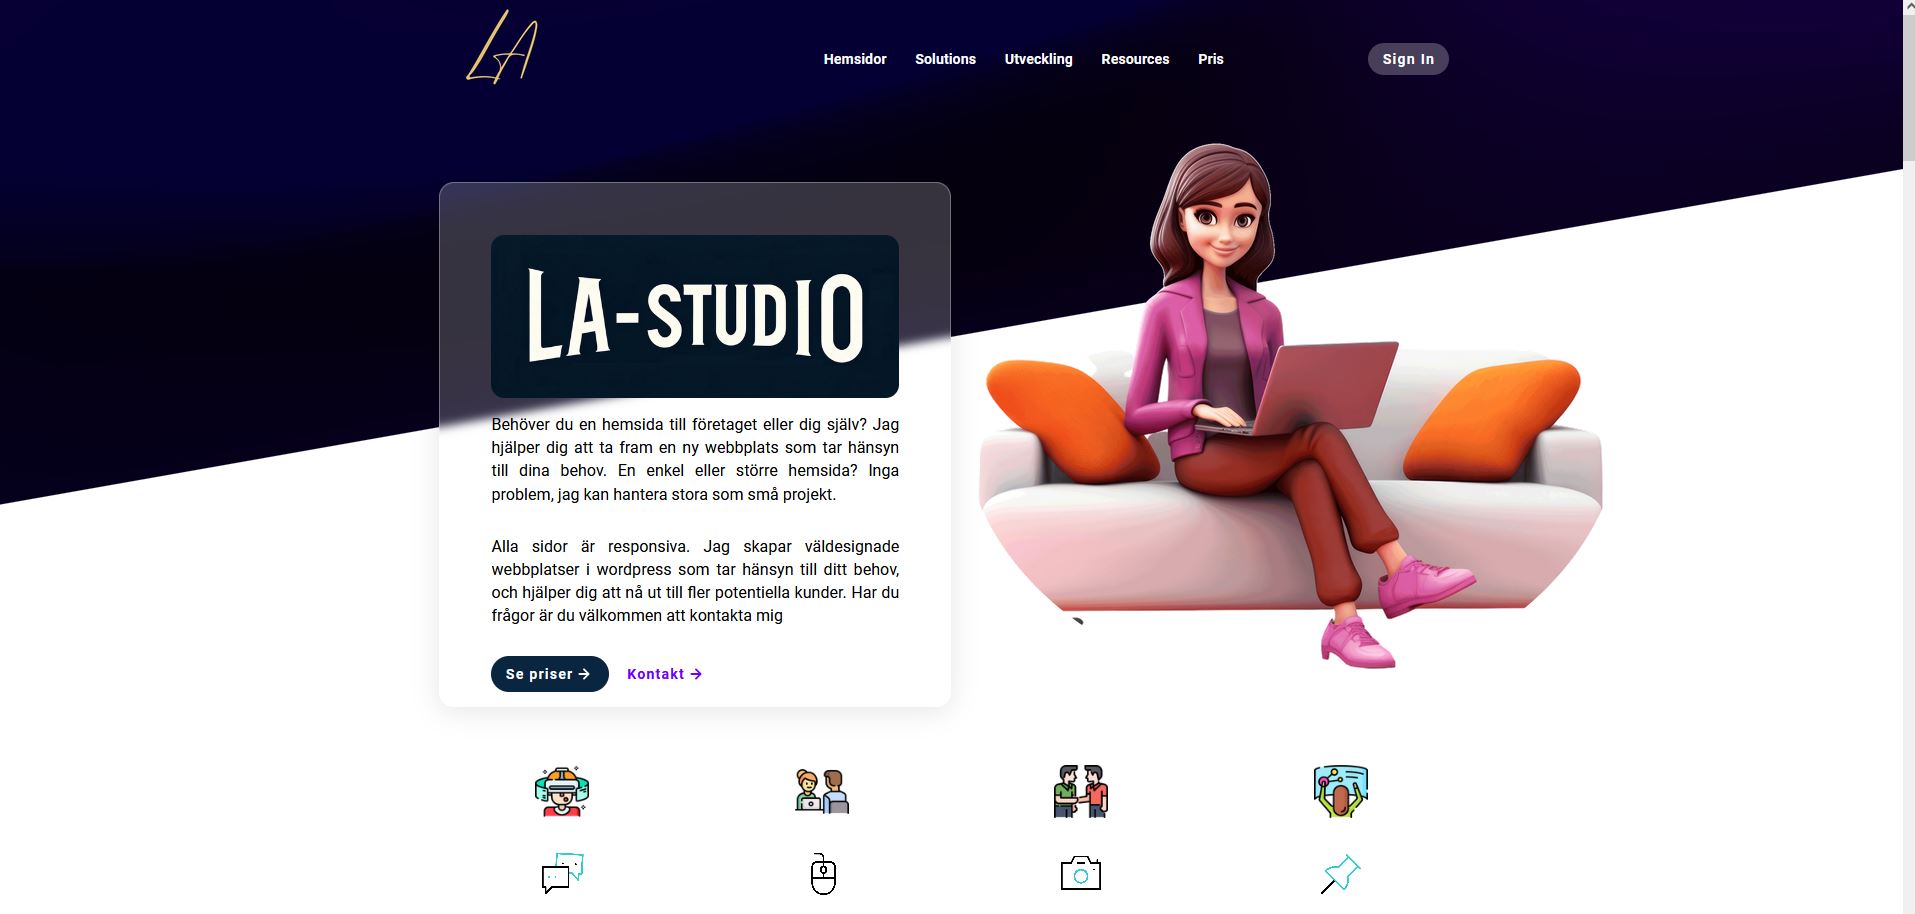 LA
Hemsidor Solutions Utveckling Resources Pris Sign In
LA-STUDIO
Behöver du en hemsida till företaget eller dig själv? Jag
hjälper dig att ta fram en ny webbplats som tar hänsyn
till dina behov. En enkel eller större hemsida? Inga
problem, jag kan hantera stora som små projekt.
Alla sidor är responsiva. Jag skapar väldesignade
webbplatser i wordpress som tar hänsyn till ditt behov,
och hjälper dig att nå ut till fler potentiella kunder. Har du
frågor är du välkommen att kontakta mig
Se priser → Kontakt →